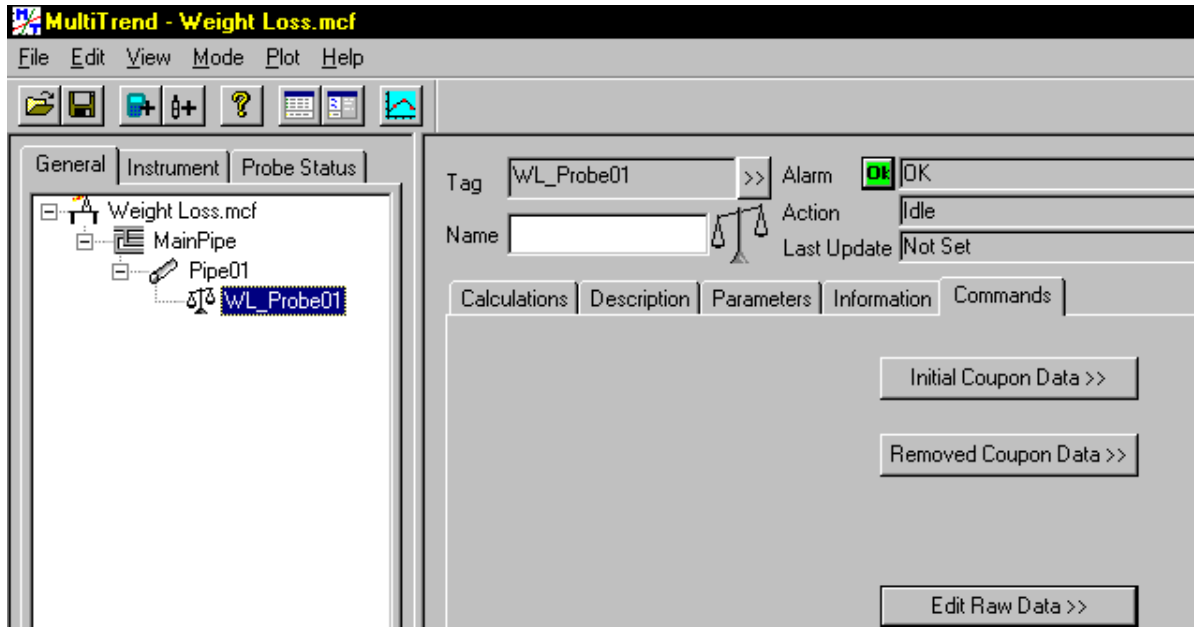 MultiTrend - Weight Loss.mcf
File Edit View Mode Plot Help
General Instrument Probe Status
Weight Loss.mcf
MainPipe
Pipe01
WL_Probe01
Tag WL_Probe01 >> Alarm Ok OK
Action Idle
Name
Last Update Not Set
Calculations Description Parameters Information Commands
Initial Coupon Data >>
Removed Coupon Data >>
Edit Raw Data >>